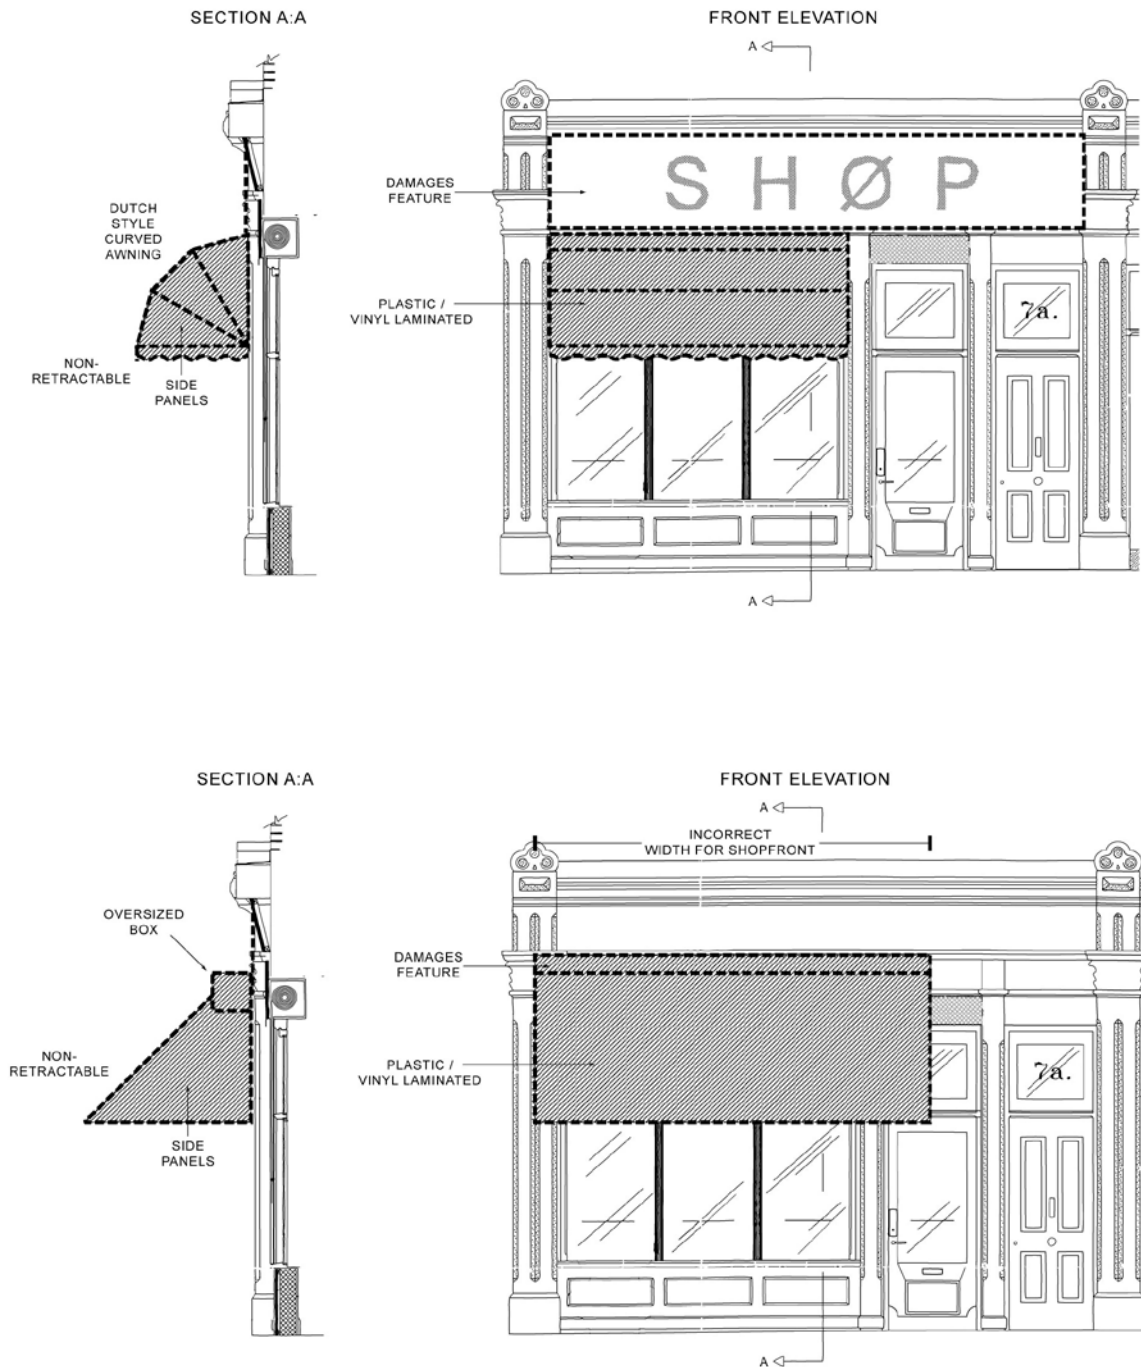 SECTION A:A
FRONT ELEVATION
A
DAMAGES
FEATURE
SHØP
DUTCH
STYLE
CURVED
AWNING
PLASTIC /
VINYL LAMINATED
7a.
NON-
RETRACTABLE
SIDE
PANELS
A
SECTION A:A
FRONT ELEVATION
A
INCORRECT
WIDTH FOR SHOPFRONT
OVERSIZED
BOX
DAMAGES
FEATURE
NON-
RETRACTABLE
PLASTIC /
VINYL LAMINATED
7a.
SIDE
PANELS
A